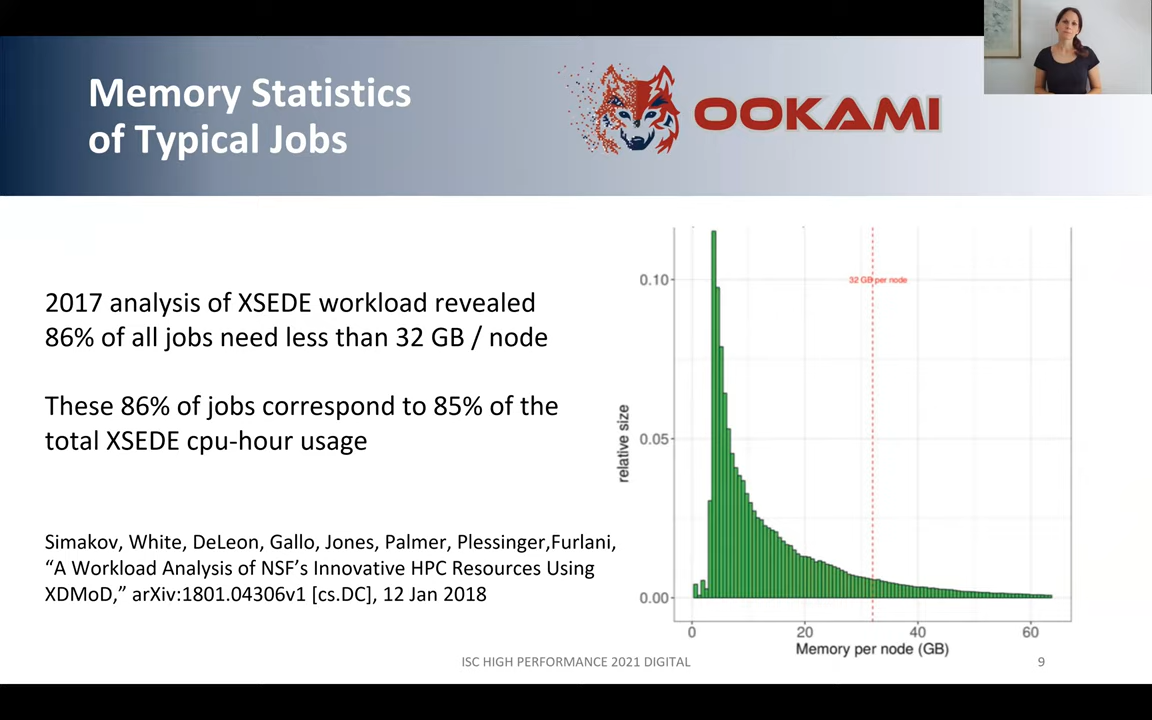 Memory Statistics
of Typical Jobs
OOKAMI
2017 analysis of XSEDE workload revealed
86% of all jobs need less than 32 GB / node
These 86% of jobs correspond to 85% of the
total XSEDE cpu-hour usage
Simakov, White, DeLeon, Gallo, Jones, Palmer, Plessinger,Furlani,
“A Workload Analysis of NSF’s Innovative HPC Resources Using
XDMoD,” arXiv:1801.04306v1 [cs.DC], 12 Jan 2018
32 GB per node
0.10
0.05
0.00
relative size
0 20 40 60
Memory per node (GB)
ISC HIGH PERFORMANCE 2021 DIGITAL
9